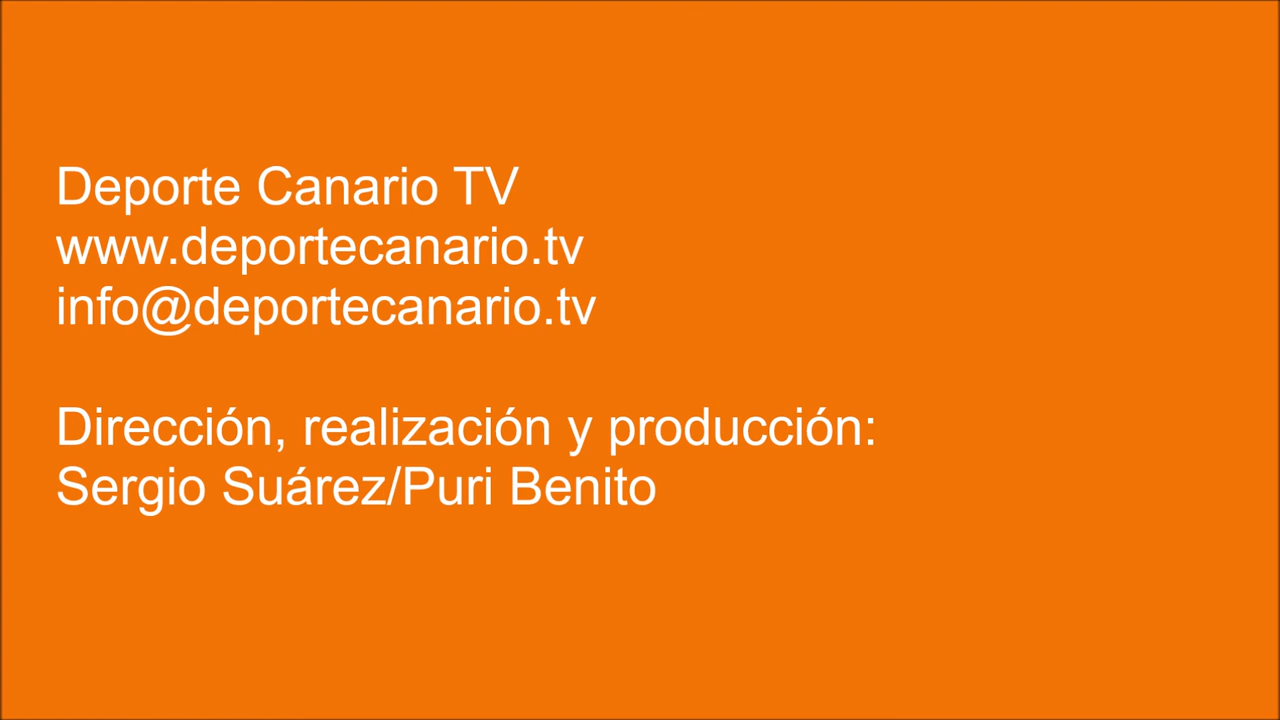 Deporte Canario TV
www.deportecanario.tv
info@deportecanario.tv
Dirección, realización y producción:
Sergio Suárez/Puri Benito